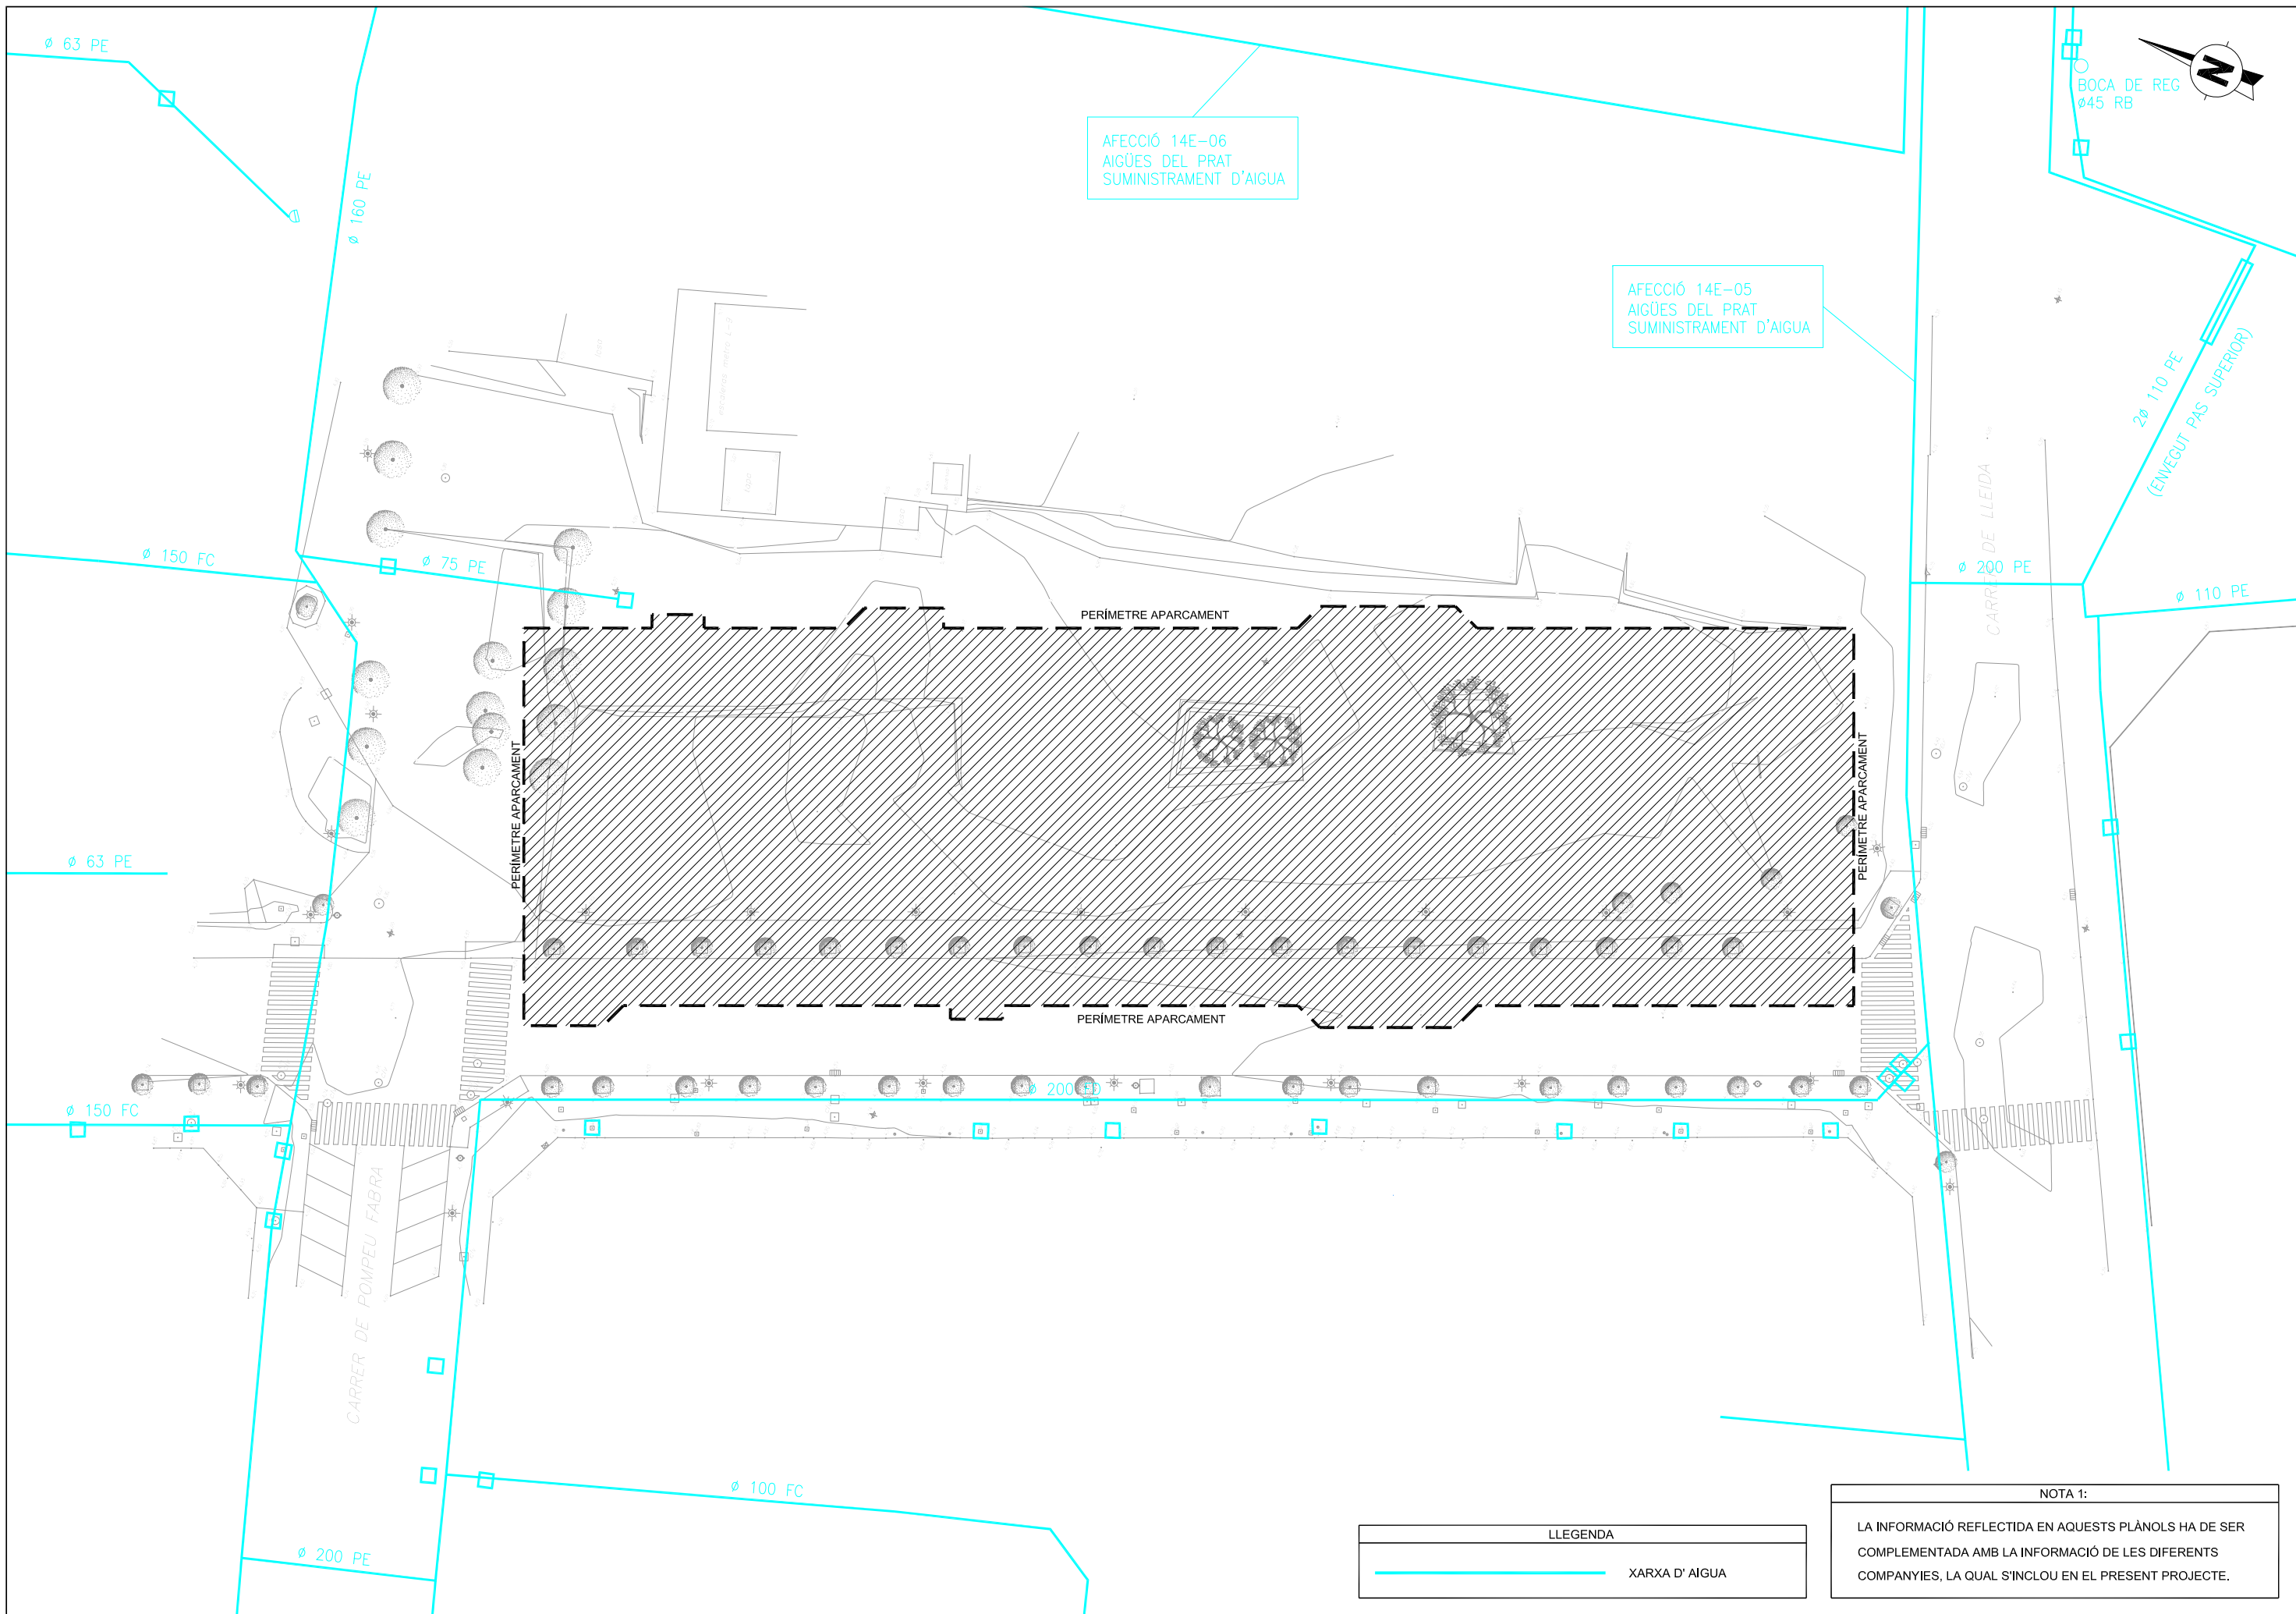 Ø 63 PE
Ø 160 PE
AFECCIÓ 14E-06
AIGÜES DEL PRAT
SUMINISTRAMENT D'AIGUA
N
BOCA DE REG
Ø45 RB
AFECCIÓ 14E-05
AIGÜES DEL PRAT
SUMINISTRAMENT D'AIGUA
2Ø 110 PE
(ENVEGUT PAS SUPERIOR)
CARRER DE LLEIDA
Ø 150 FC
Ø 75 PE
Ø 200 PE
Ø 110 PE
PERÍMETRE APARCAMENT
PERÍMETRE APARCAMENT
PERÍMETRE APARCAMENT
Ø 63 PE
PERÍMETRE APARCAMENT
Ø 150 FC
Ø 200 FD
CARRER DE POMPEU FABRA
Ø 100 FC
Ø 200 PE
LLEGENDA
XARXA D' AIGUA
NOTA 1:
LA INFORMACIÓ REFLECTIDA EN AQUESTS PLÀNOLS HA DE SER
COMPLEMENTADA AMB LA INFORMACIÓ DE LES DIFERENTS
COMPANYIES, LA QUAL S'INCLOU EN EL PRESENT PROJECTE.